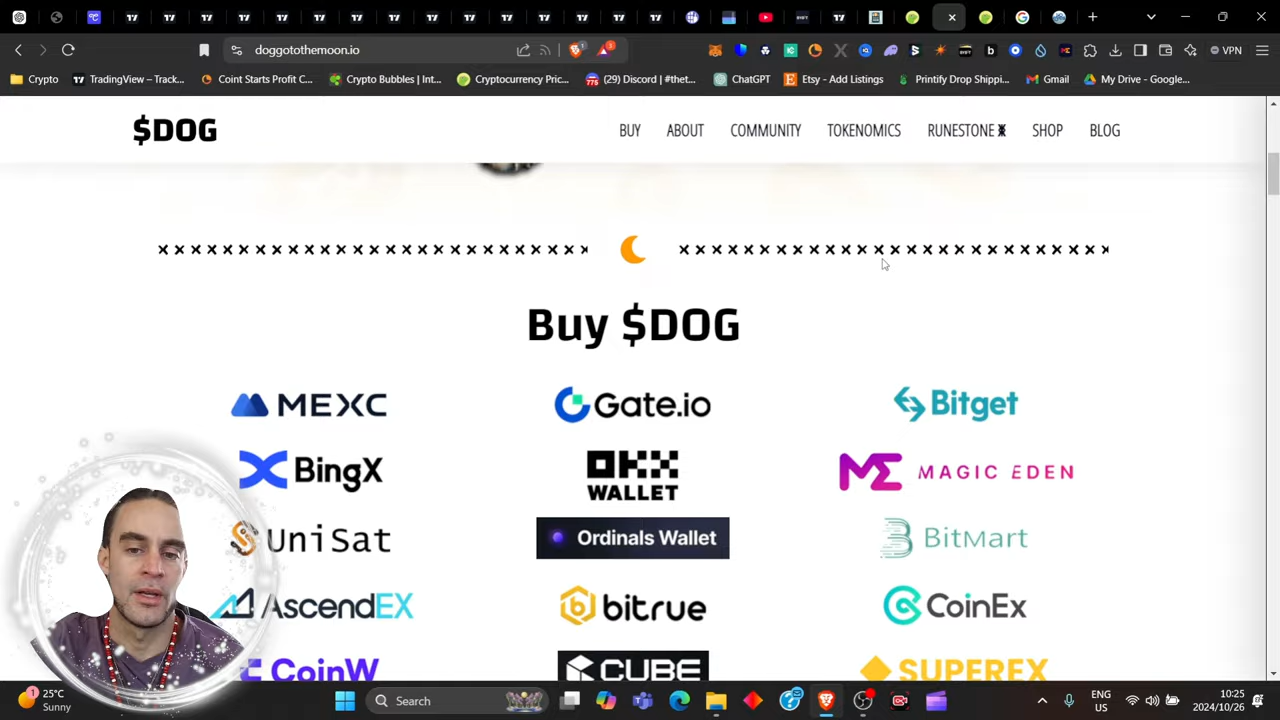 doggotothemoon.io
1
3
VPN
Crypto
TradingView – Track...
Coint Starts Profit C...
Crypto Bubbles | Int...
Cryptocurrency Pric...
(29) Discord | #thet...
ChatGPT
Etsy - Add Listings
Printify Drop Shippi...
Gmail
My Drive - Google...
$DOG
BUY
ABOUT
COMMUNITY
TOKENOMICS
RUNESTONE
SHOP
BLOG
Buy $DOG
MEXC
Gate.io
Bitget
BingX
OKX WALLET
MAGIC EDEN
UniSat
Ordinals Wallet
BitMart
AscendEX
bitrue
CoinEx
CoinW
CUBE
SUPEREX
25°C
Sunny
Search
ENG
US
10:25
2024/10/26